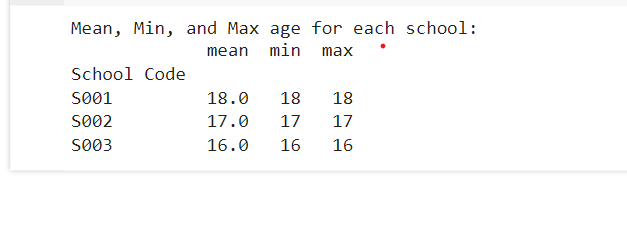 Mean, Min, and Max age for each school:
mean min max
School Code
S001 18.0 18 18
S002 17.0 17 17
S003 16.0 16 16